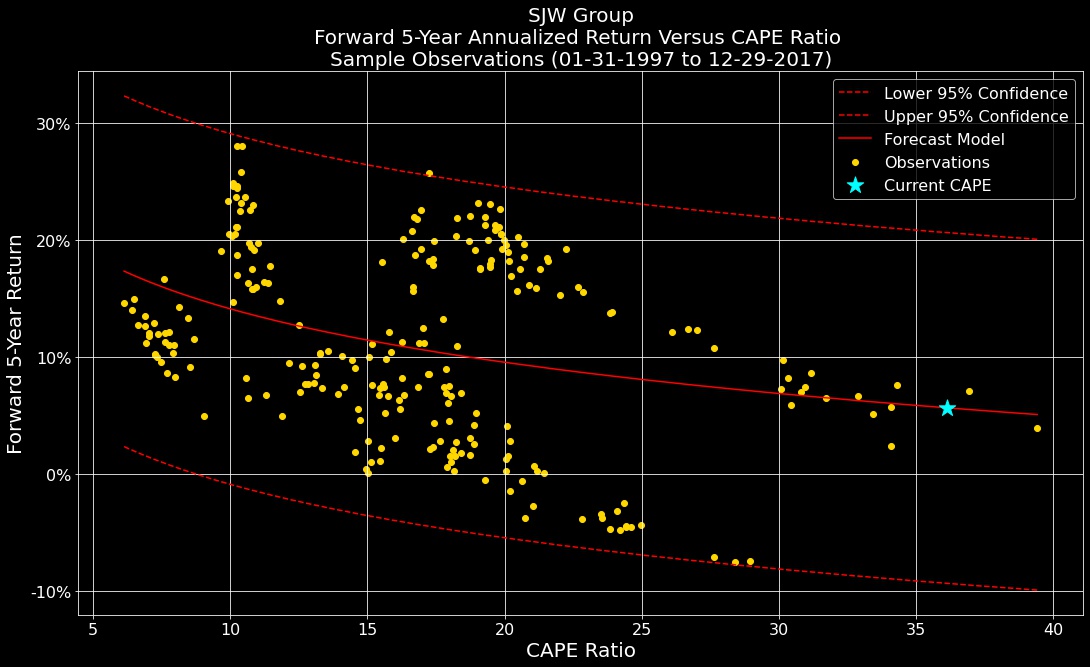 SJW Group
Forward 5-Year Annualized Return Versus CAPE Ratio
Sample Observations (01-31-1997 to 12-29-2017)
Lower 95% Confidence
Upper 95% Confidence
Forecast Model
Observations
Current CAPE
Forward 5-Year Return
30%
20%
10%
0%
-10%
5 10 15 20 25 30 35 40
CAPE Ratio